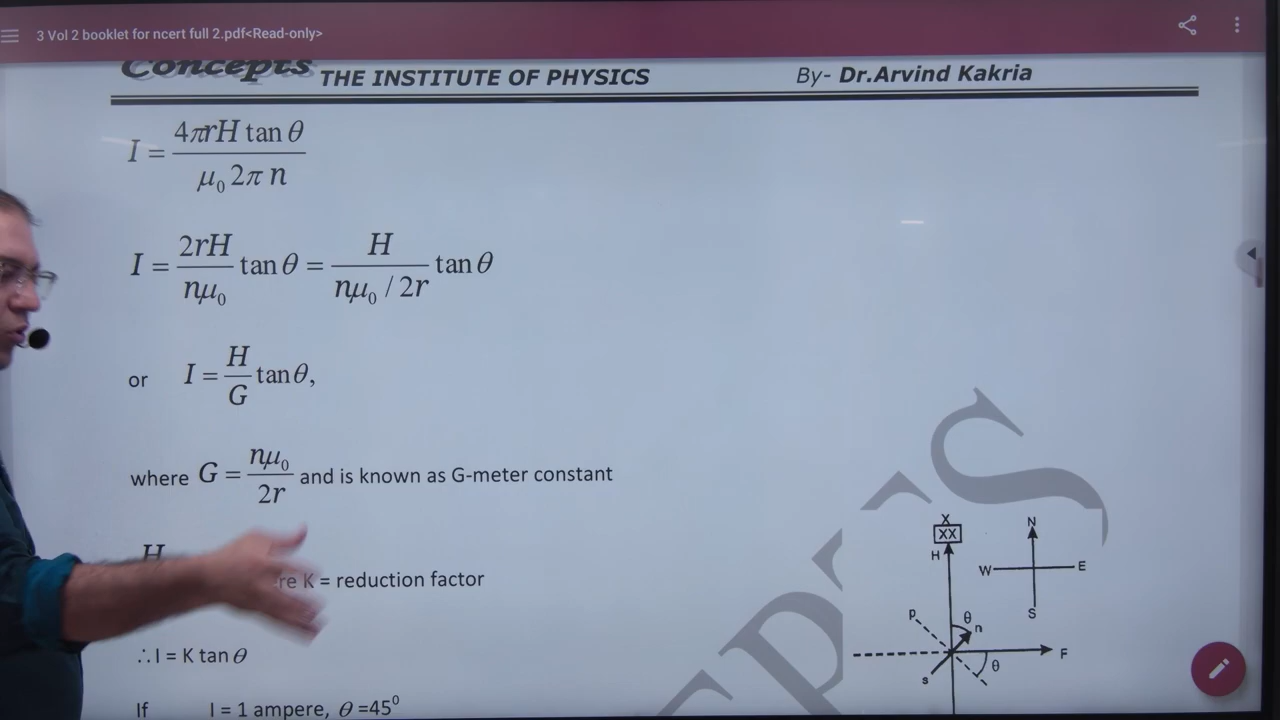 3 Vol 2 booklet for ncert full 2.pdf<Read-only>
Concepts THE INSTITUTE OF PHYSICS By- Dr.Arvind Kakria
I = 4πrH tan θ / μ₀ 2π n
I = 2rH / nμ₀ tan θ = H / nμ₀ / 2r tan θ
or I = H / G tan θ,
where G = nμ₀ / 2r and is known as G-meter constant
H
re K = reduction factor
∴ I = K tan θ
If I = 1 ampere, θ =45⁰
X
XX
H
N
W E
S
P θ n
F
s θ
EPTS